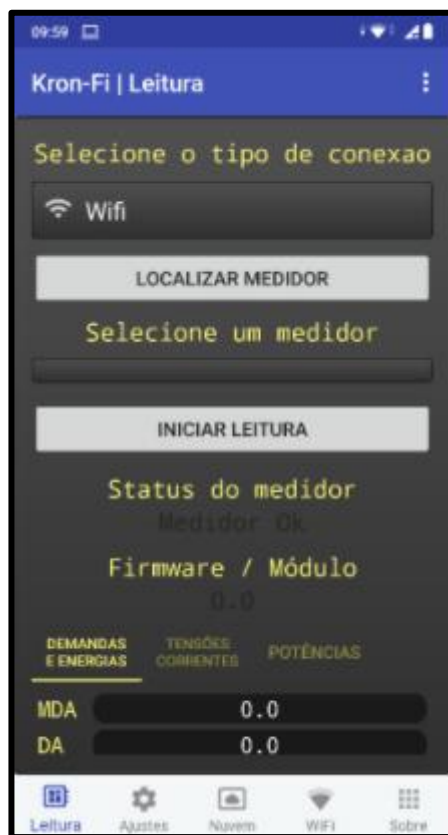 09:59
Kron-Fi | Leitura
Selecione o tipo de conexao
Wifi
LOCALIZAR MEDIDOR
Selecione um medidor
INICIAR LEITURA
Status do medidor
Medidor Ok
Firmware / Módulo
0.0
DEMANDAS E ENERGIAS
TENSÕES CORRENTES
POTÊNCIAS
MDA 0.0
DA 0.0
Leitura Ajustes Nuvem WiFi Sobre